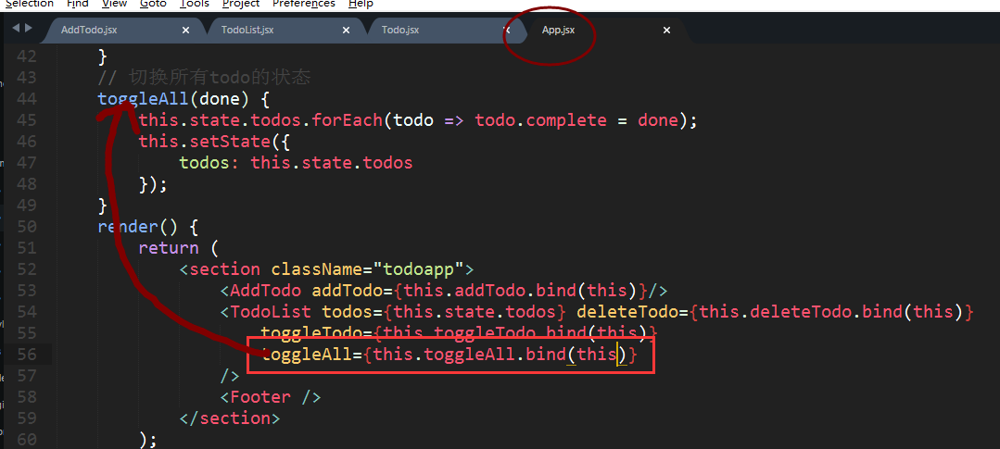 Selection Find View Goto Tools Project Preferences Help
AddTodo.jsx × TodoList.jsx × Todo.jsx × App.jsx ×
42 }
43 // 切换所有todo的状态
44 toggleAll(done) {
45 this.state.todos.forEach(todo => todo.complete = done);
46 this.setState({
47 todos: this.state.todos
48 });
49 }
50 render() {
51 return (
52 <section className="todoapp">
53 <AddTodo addTodo={this.addTodo.bind(this)}/>
54 <TodoList todos={this.state.todos} deleteTodo={this.deleteTodo.bind(this)}
55 toggleTodo={this.toggleTodo.bind(this)}
56 toggleAll={this.toggleAll.bind(this)}
57 />
58 <Footer />
59 </section>
60 );